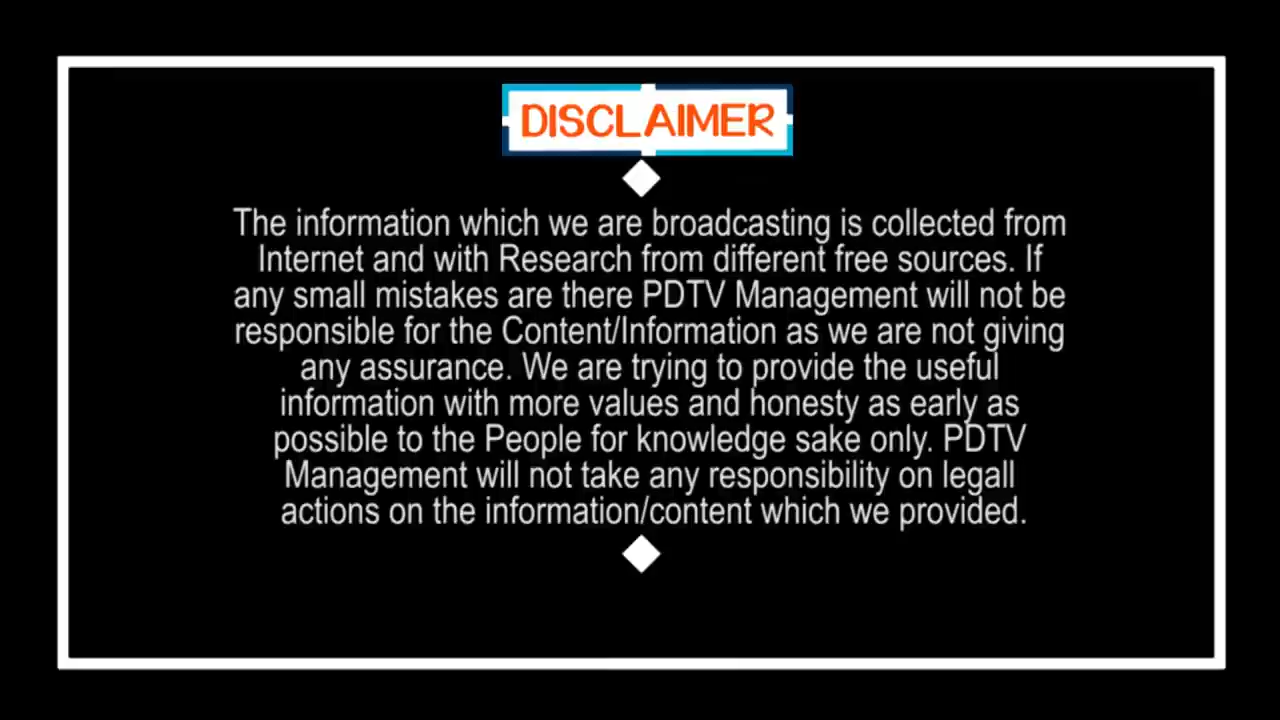 DISCLAIMER
The information which we are broadcasting is collected from
Internet and with Research from different free sources. If
any small mistakes are there PDTV Management will not be
responsible for the Content/Information as we are not giving
any assurance. We are trying to provide the useful
information with more values and honesty as early as
possible to the People for knowledge sake only. PDTV
Management will not take any responsibility on legall
actions on the information/content which we provided.